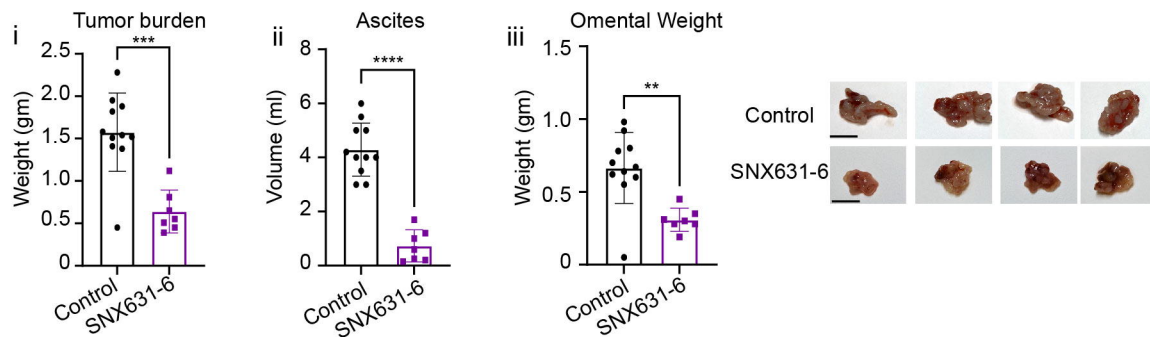 i
Tumor burden
***
Weight (gm)
2.5
2.0
1.5
1.0
0.5
0
Control
SNX631-6
ii
Ascites
****
Volume (ml)
8
6
4
2
0
Control
SNX631-6
iii
Omental Weight
**
Weight (gm)
1.5
1.0
0.5
0
Control
SNX631-6
Control
SNX631-6